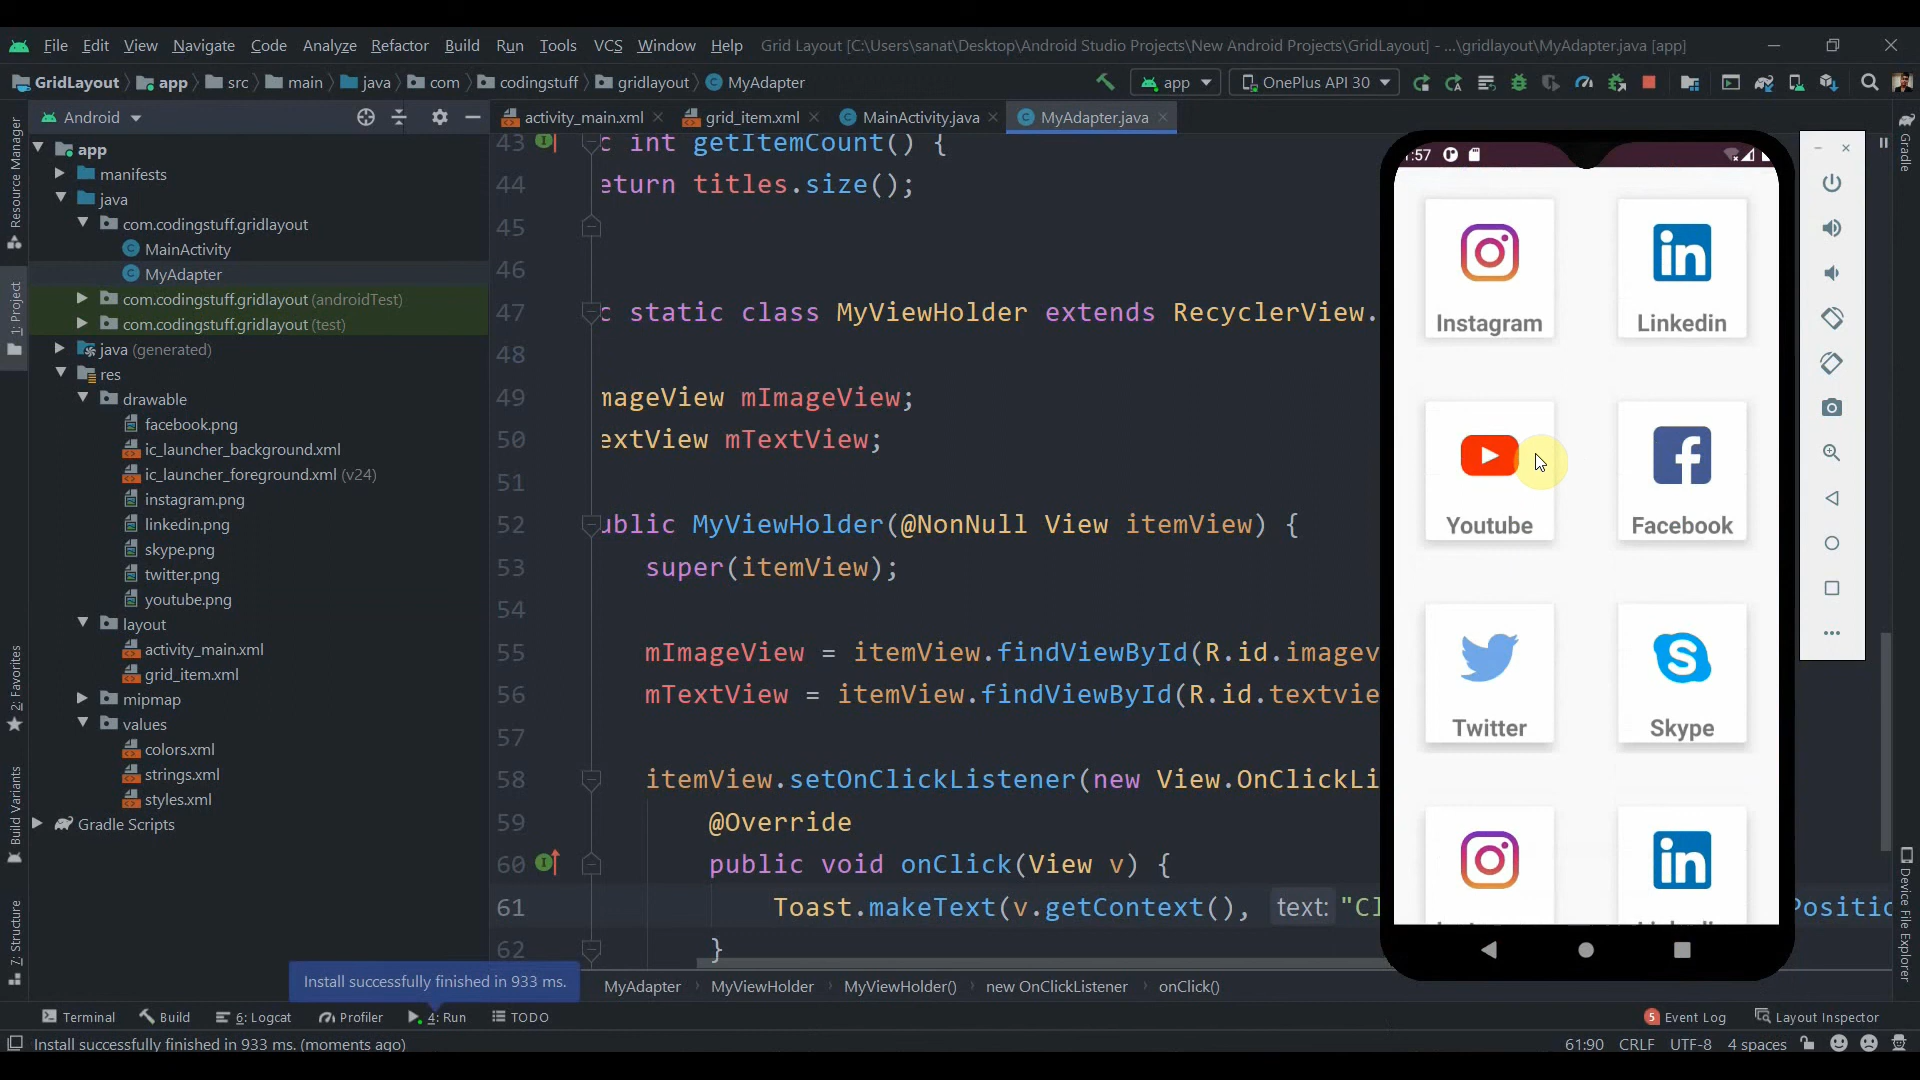 File Edit View Navigate Code Analyze Refactor Build Run Tools VCS Window Help Grid Layout [C:\Users\sanat\Desktop\Android Studio Projects\New Android Projects\GridLayout] - ...\gridlayout\MyAdapter.java [app]
GridLayout app src main java com codingstuff gridlayout MyAdapter app OnePlus API 30
Android activity_main.xml grid_item.xml MainActivity.java MyAdapter.java
Resource Manager
1: Project
2: Favorites
Build Variants
7: Structure
app
manifests
java
com.codingstuff.gridlayout
MainActivity
MyAdapter
com.codingstuff.gridlayout (androidTest)
com.codingstuff.gridlayout (test)
java (generated)
res
drawable
facebook.png
ic_launcher_background.xml
ic_launcher_foreground.xml (v24)
instagram.png
linkedin.png
skype.png
twitter.png
youtube.png
layout
activity_main.xml
grid_item.xml
mipmap
values
colors.xml
strings.xml
styles.xml
Gradle Scripts
43 c int getItemCount() {
44 eturn titles.size();
45
46
47 c static class MyViewHolder extends RecyclerView.
48
49 mageView mImageView;
50 extView mTextView;
51
52 ublic MyViewHolder(@NonNull View itemView) {
53 super(itemView);
54
55 mImageView = itemView.findViewById(R.id.imagev
56 mTextView = itemView.findViewById(R.id.textvie
57
58 itemView.setOnClickListener(new View.OnClickLi
59 @Override
60 public void onClick(View v) {
61 Toast.makeText(v.getContext(), text: "Cl Positio
62 }
:57
Instagram Linkedin
Youtube Facebook
Twitter Skype
Gradle
Device File Explorer
Install successfully finished in 933 ms.
MyAdapter MyViewHolder MyViewHolder() new OnClickListener onClick()
Terminal Build 6: Logcat Profiler 4: Run TODO 5 Event Log Layout Inspector
Install successfully finished in 933 ms. (moments ago) 61:90 CRLF UTF-8 4 spaces